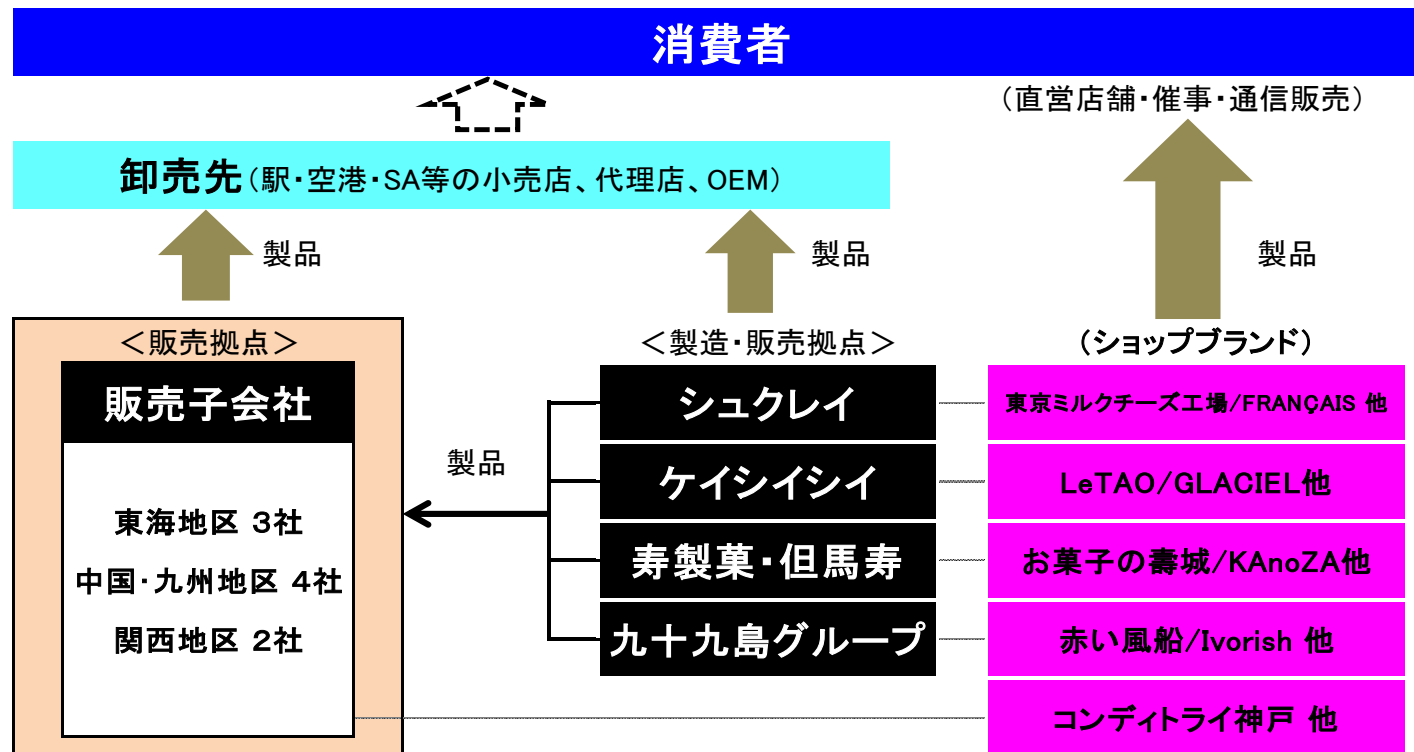 消費者
(直営店舗・催事・通信販売)
卸売先(駅・空港・SA等の小売店、代理店、OEM)
製品
製品
製品
＜販売拠点＞
販売子会社
東海地区 3社
中国・九州地区 4社
関西地区 2社
製品
＜製造・販売拠点＞
シュクレイ
ケイシイシイ
寿製菓・但馬寿
九十九島グループ
(ショップブランド)
東京ミルクチーズ工場/FRANÇAIS 他
LeTAO/GLACIEL他
お菓子の壽城/KAnoZA他
赤い風船/Ivorish 他
コンディトライ神戸 他